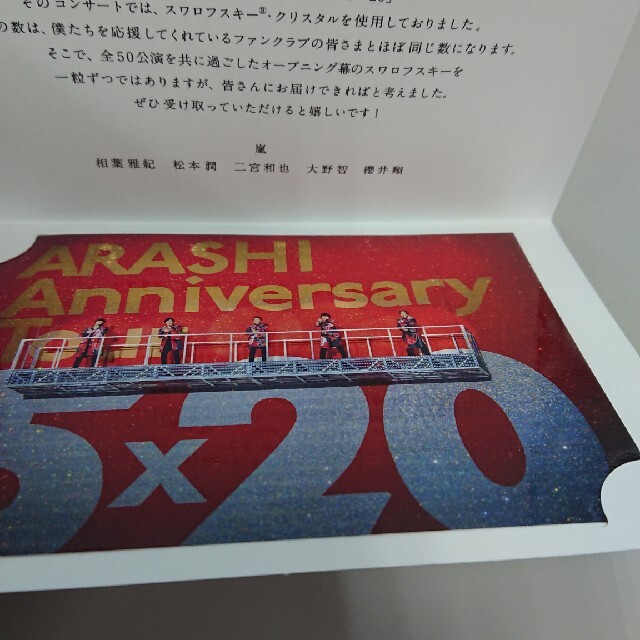 そのコンサートでは、スワロフスキー®・クリスタルを使用しておりました。
の数は、僕たちを応援してくれているファンクラブの皆さまとほぼ同じ数になります。
そこで、全50公演を共に過ごしたオープニング幕のスワロフスキーを
一粒ずつではありますが、皆さんにお届けできればと考えました。
ぜひ受け取っていただけると嬉しいです!
嵐
相葉雅紀 松本潤 二宮和也 大野智 櫻井翔
ARASHI
Anniversary
Tour
5×20